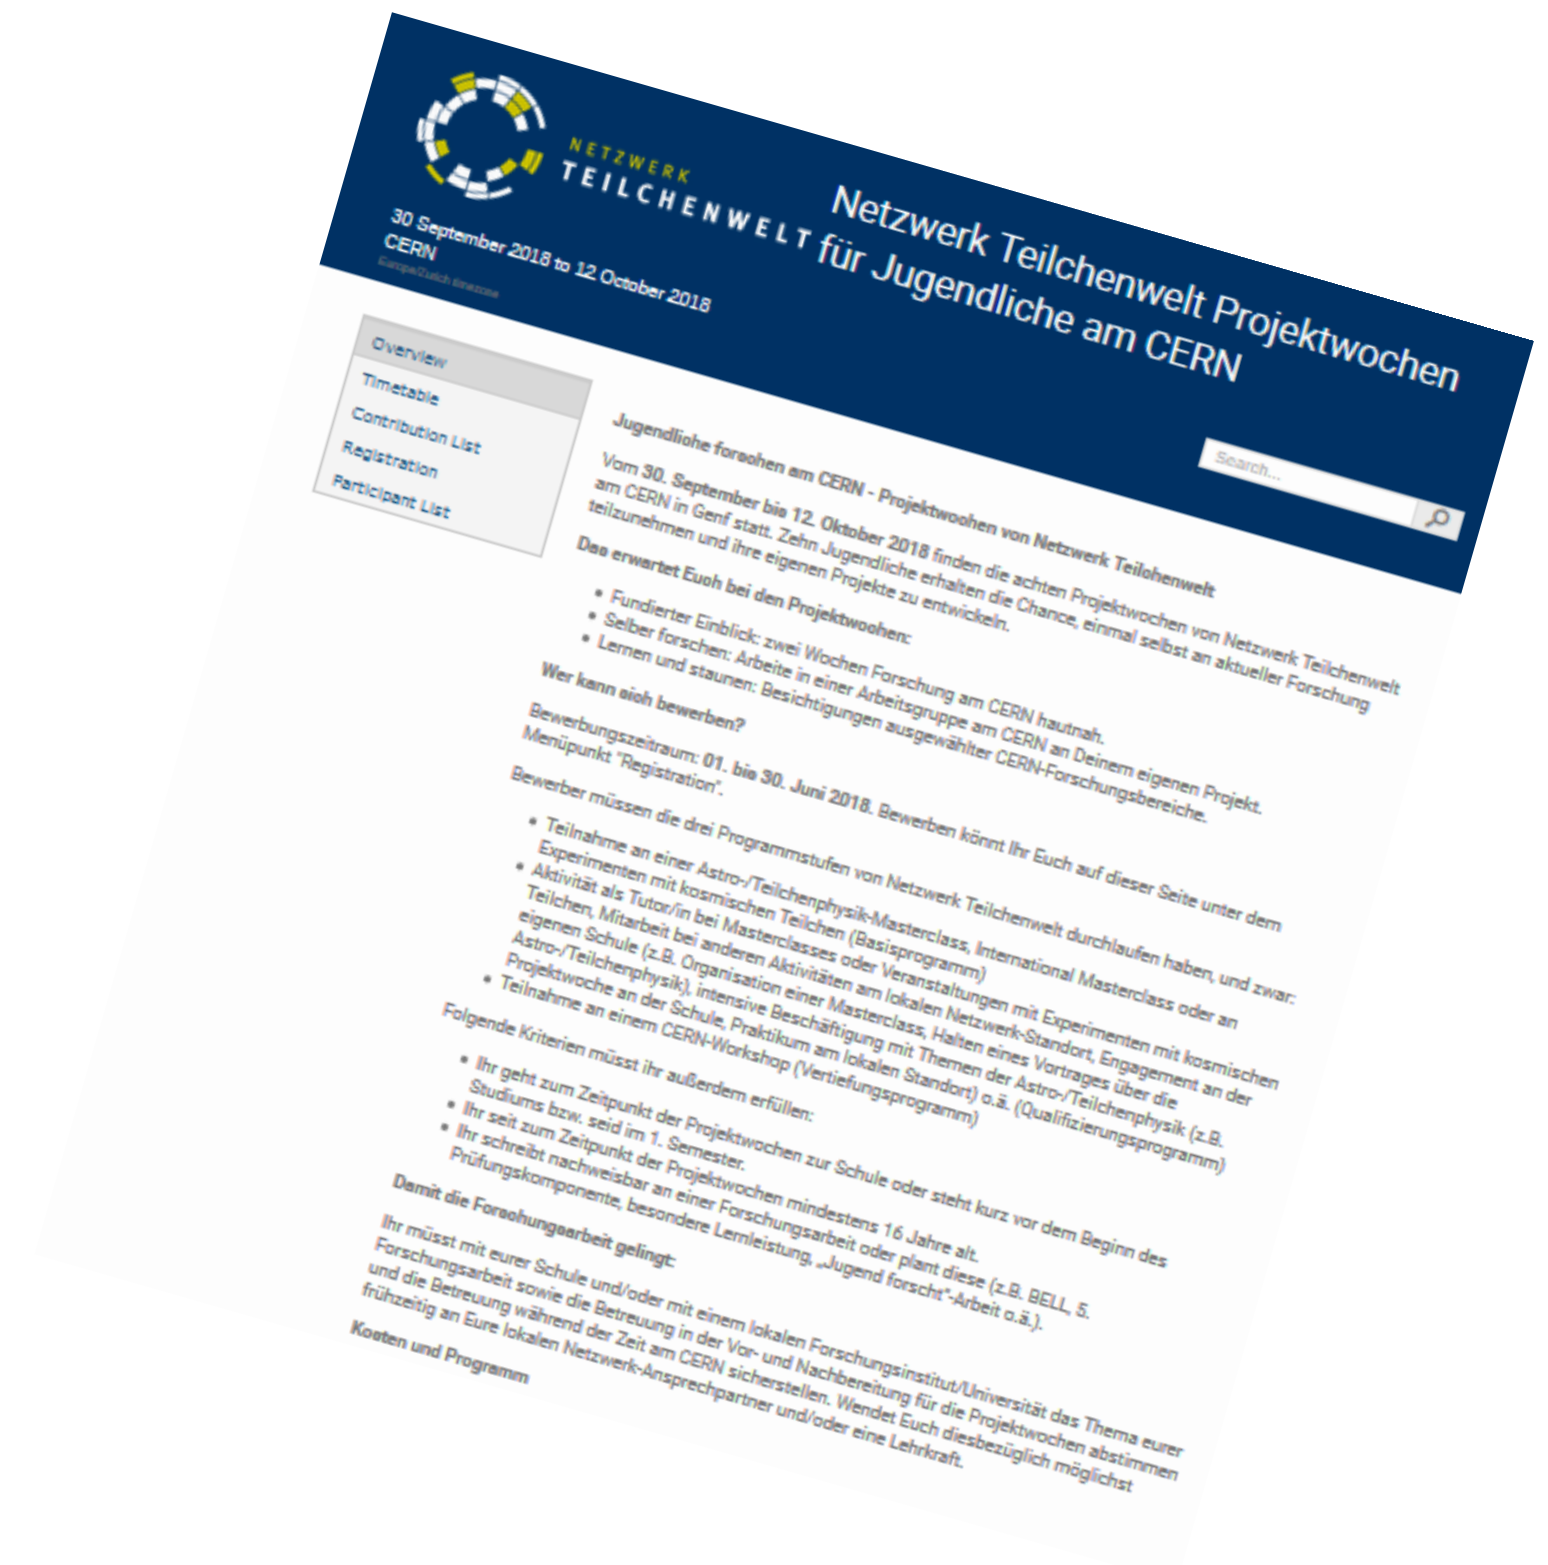 NETZWERK
TEILCHENWELT
Netzwerk Teilchenwelt Projektwochen
für Jugendliche am CERN
30 September 2018 to 12 October 2018
CERN
Europe/Zurich timezone
Search...
Overview
Timetable
Contribution List
Registration
Participant List
Jugendliche forschen am CERN - Projektwochen von Netzwerk Teilchenwelt
Vom 30. September bis 12. Oktober 2018 finden die achten Projektwochen von Netzwerk Teilchenwelt
am CERN in Genf statt. Zehn Jugendliche erhalten die Chance, einmal selbst an aktueller Forschung
teilzunehmen und ihre eigenen Projekte zu entwickeln.
Das erwartet Euch bei den Projektwochen:
• Fundierter Einblick: zwei Wochen Forschung am CERN hautnah.
• Selber forschen: Arbeite in einer Arbeitsgruppe am CERN an Deinem eigenen Projekt.
• Lernen und staunen: Besichtigungen ausgewählter CERN-Forschungsbereiche.
Wer kann sich bewerben?
Bewerbungszeitraum: 01. bis 30. Juni 2018. Bewerben könnt Ihr Euch auf dieser Seite unter dem
Menüpunkt "Registration".
Bewerber müssen die drei Programmstufen von Netzwerk Teilchenwelt durchlaufen haben, und zwar:
• Teilnahme an einer Astro-/Teilchenphysik-Masterclass, International Masterclass oder an
Experimenten mit kosmischen Teilchen (Basisprogramm)
• Aktivität als Tutor/in bei Masterclasses oder Veranstaltungen mit Experimenten mit kosmischen
Teilchen, Mitarbeit bei anderen Aktivitäten am lokalen Netzwerk-Standort, Engagement an der
eigenen Schule (z.B. Organisation einer Masterclass, Halten eines Vortrages über die
Astro-/Teilchenphysik), intensive Beschäftigung mit Themen der Astro-/Teilchenphysik (z.B.
Projektwoche an der Schule, Praktikum am lokalen Standort) o.ä. (Qualifizierungsprogramm)
• Teilnahme an einem CERN-Workshop (Vertiefungsprogramm)
Folgende Kriterien müsst ihr außerdem erfüllen:
• Ihr geht zum Zeitpunkt der Projektwochen zur Schule oder steht kurz vor dem Beginn des
Studiums bzw. seid im 1. Semester.
• Ihr seit zum Zeitpunkt der Projektwochen mindestens 16 Jahre alt.
• Ihr schreibt nachweisbar an einer Forschungsarbeit oder plant diese (z.B. BELL, 5.
Prüfungskomponente, besondere Lernleistung, „Jugend forscht"-Arbeit o.ä.).
Damit die Forschungsarbeit gelingt:
Ihr müsst mit eurer Schule und/oder mit einem lokalen Forschungsinstitut/Universität das Thema eurer
Forschungsarbeit sowie die Betreuung in der Vor- und Nachbereitung für die Projektwochen abstimmen
und die Betreuung während der Zeit am CERN sicherstellen. Wendet Euch diesbezüglich möglichst
frühzeitig an Eure lokalen Netzwerk-Ansprechpartner und/oder eine Lehrkraft.
Kosten und Programm